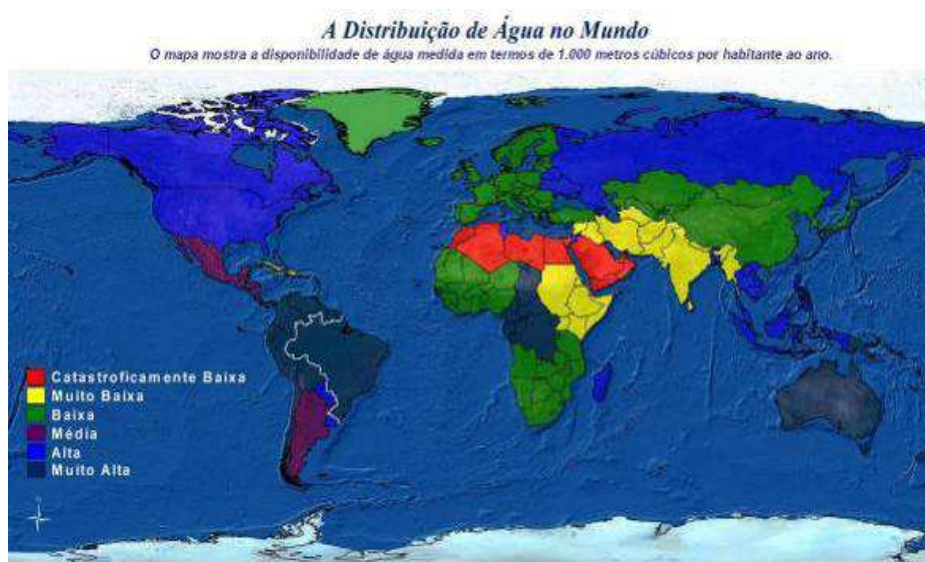 A Distribuição de Água no Mundo
O mapa mostra a disponibilidade de água medida em termos de 1.000 metros cúbicos por habitante ao ano.
Catastroficamente Baixa
Muito Baixa
Baixa
Média
Alta
Muito Alta